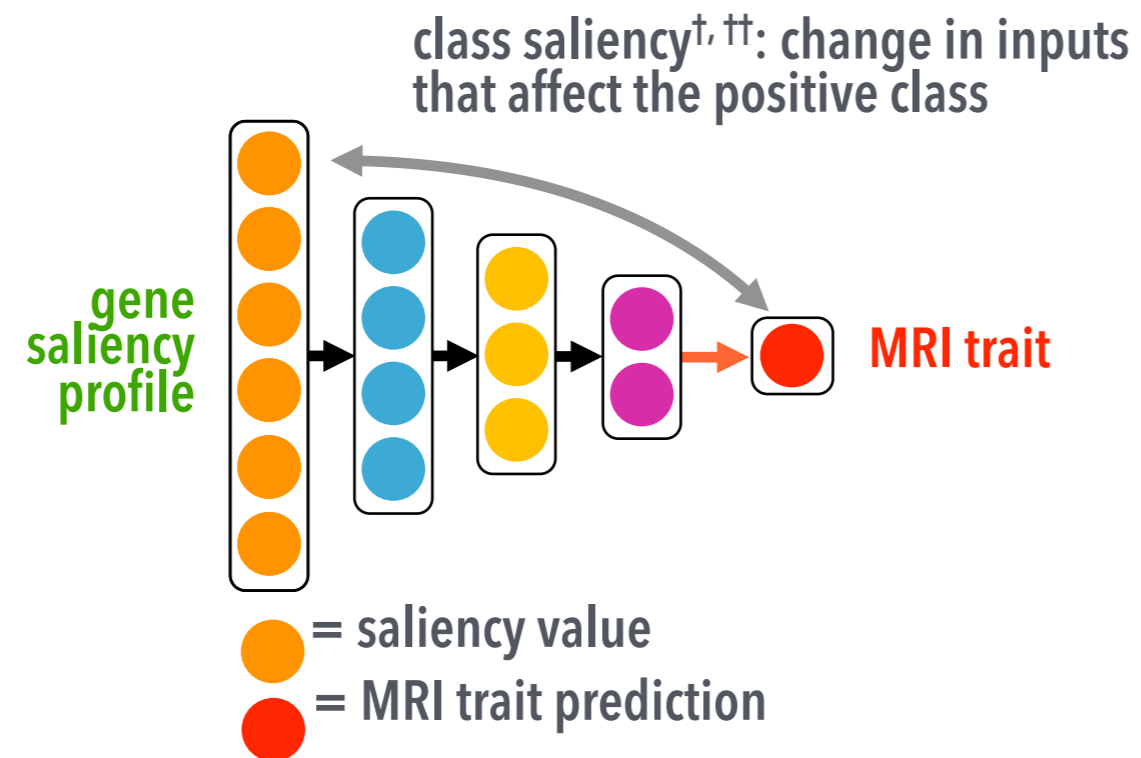 class saliency†, ††: change in inputs
that affect the positive class
gene
saliency
profile
MRI trait
= saliency value
= MRI trait prediction